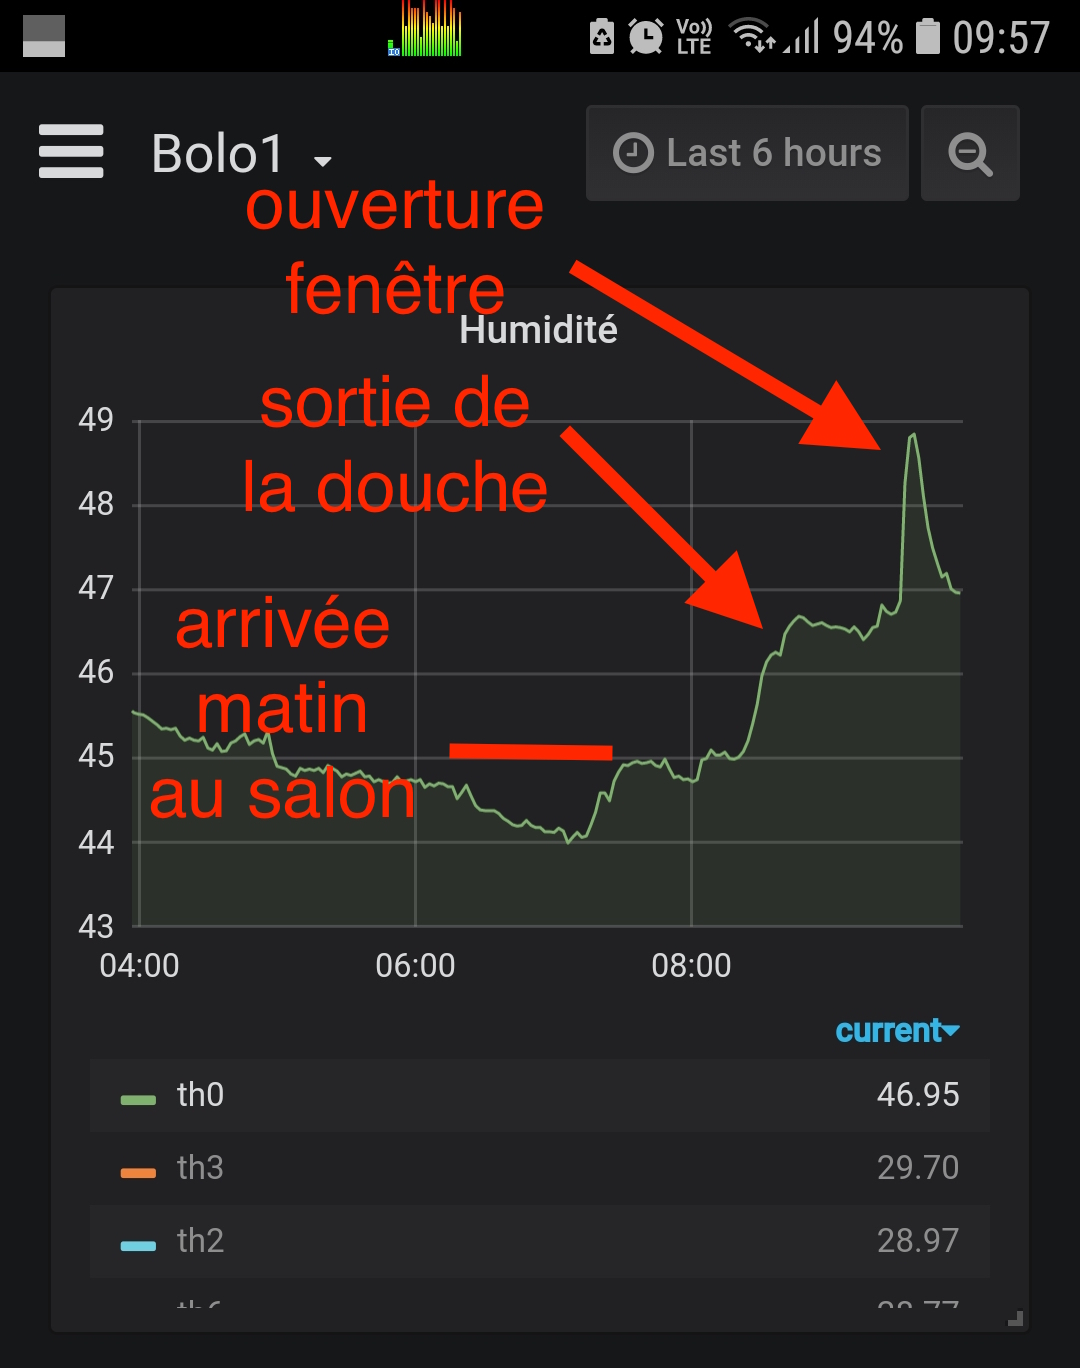 IO
Vo))
LTE
94%
09:57
Bolo1
Last 6 hours
ouverture
fenêtre
Humidité
sortie de
la douche
arrivée
matin
au salon
49
48
47
46
45
44
43
04:00 06:00 08:00
current
th0 46.95
th3 29.70
th2 28.97